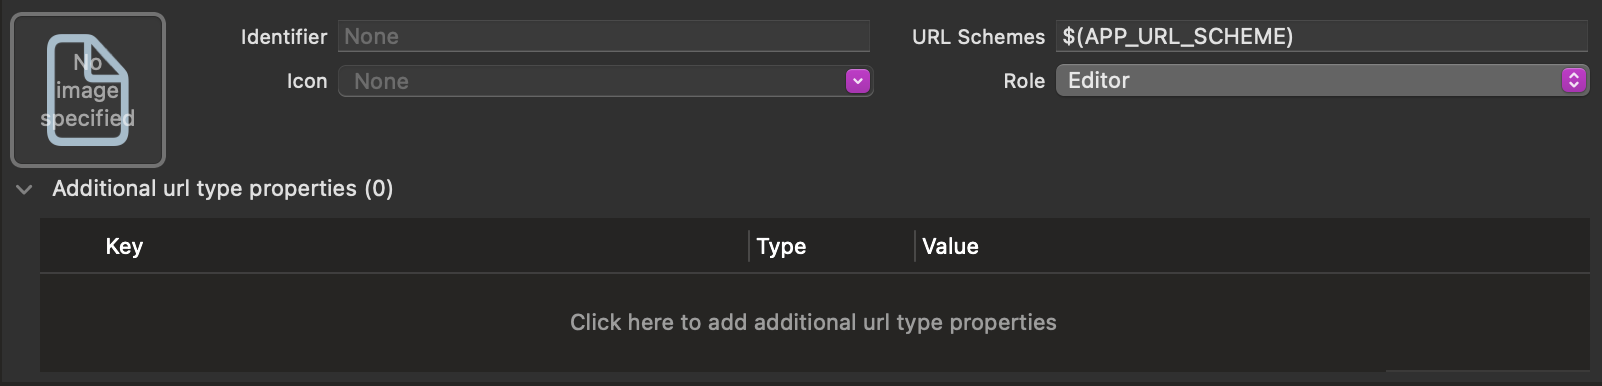 No
image
specified
Identifier None
URL Schemes $(APP_URL_SCHEME)
Icon None
Role Editor
Additional url type properties (0)
Key Type Value
Click here to add additional url type properties